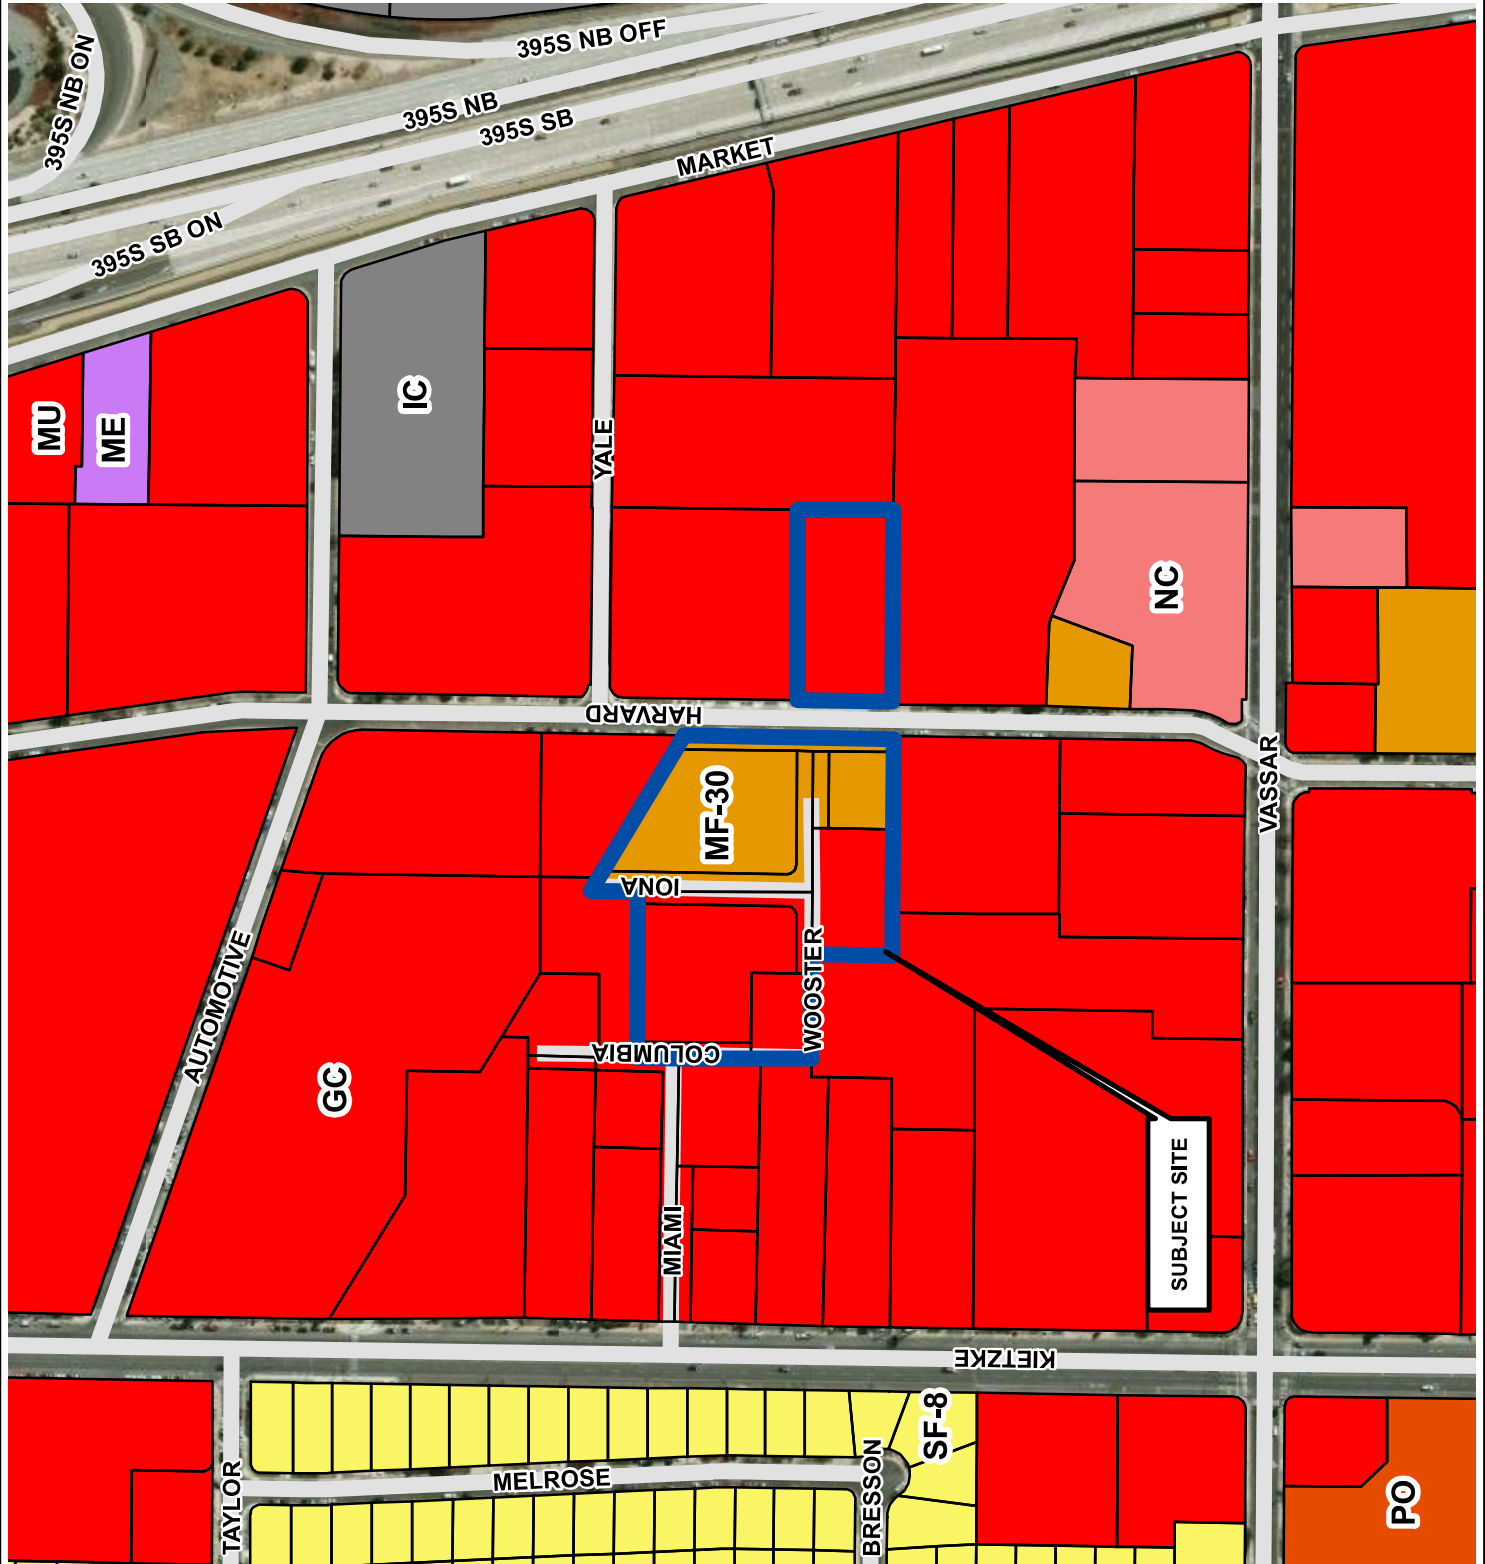 395S NB OFF
395S NB ON
395S NB
395S SB
MARKET
395S SB ON
MU
ME
IC
YALE
NC
HARVARD
VASSAR
MF-30
IONA
WOOSTER
AUTOMOTIVE
COLUMBIA
GC
MIAMI
SUBJECT SITE
KIETZKE
SF-8
MELROSE
TAYLOR
BRESSON
PO